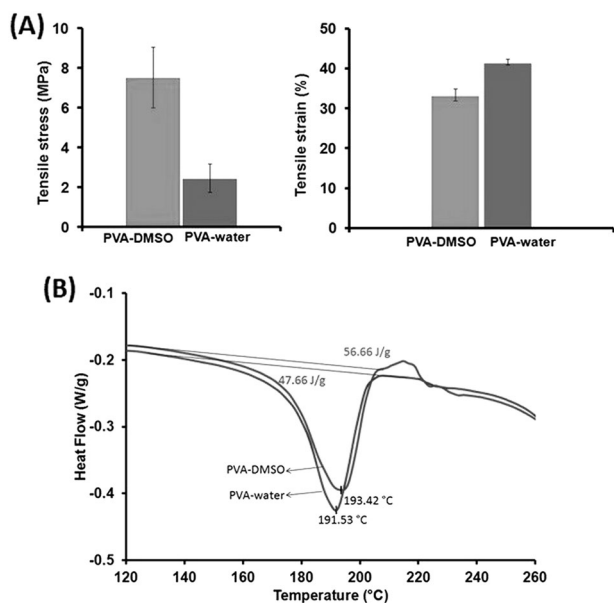 (A)
Tensile stress (MPa)
10
8
6
4
2
0
PVA-DMSO PVA-water
Tensile strain (%)
50
40
30
20
10
0
PVA-DMSO PVA-water
(B)
Heat Flow (W/g)
-0.1
-0.2
-0.3
-0.4
-0.5
56.66 J/g
47.66 J/g
PVA-DMSO
PVA-water
193.42 °C
191.53 °C
120 140 160 180 200 220 240 260
Temperature (°C)